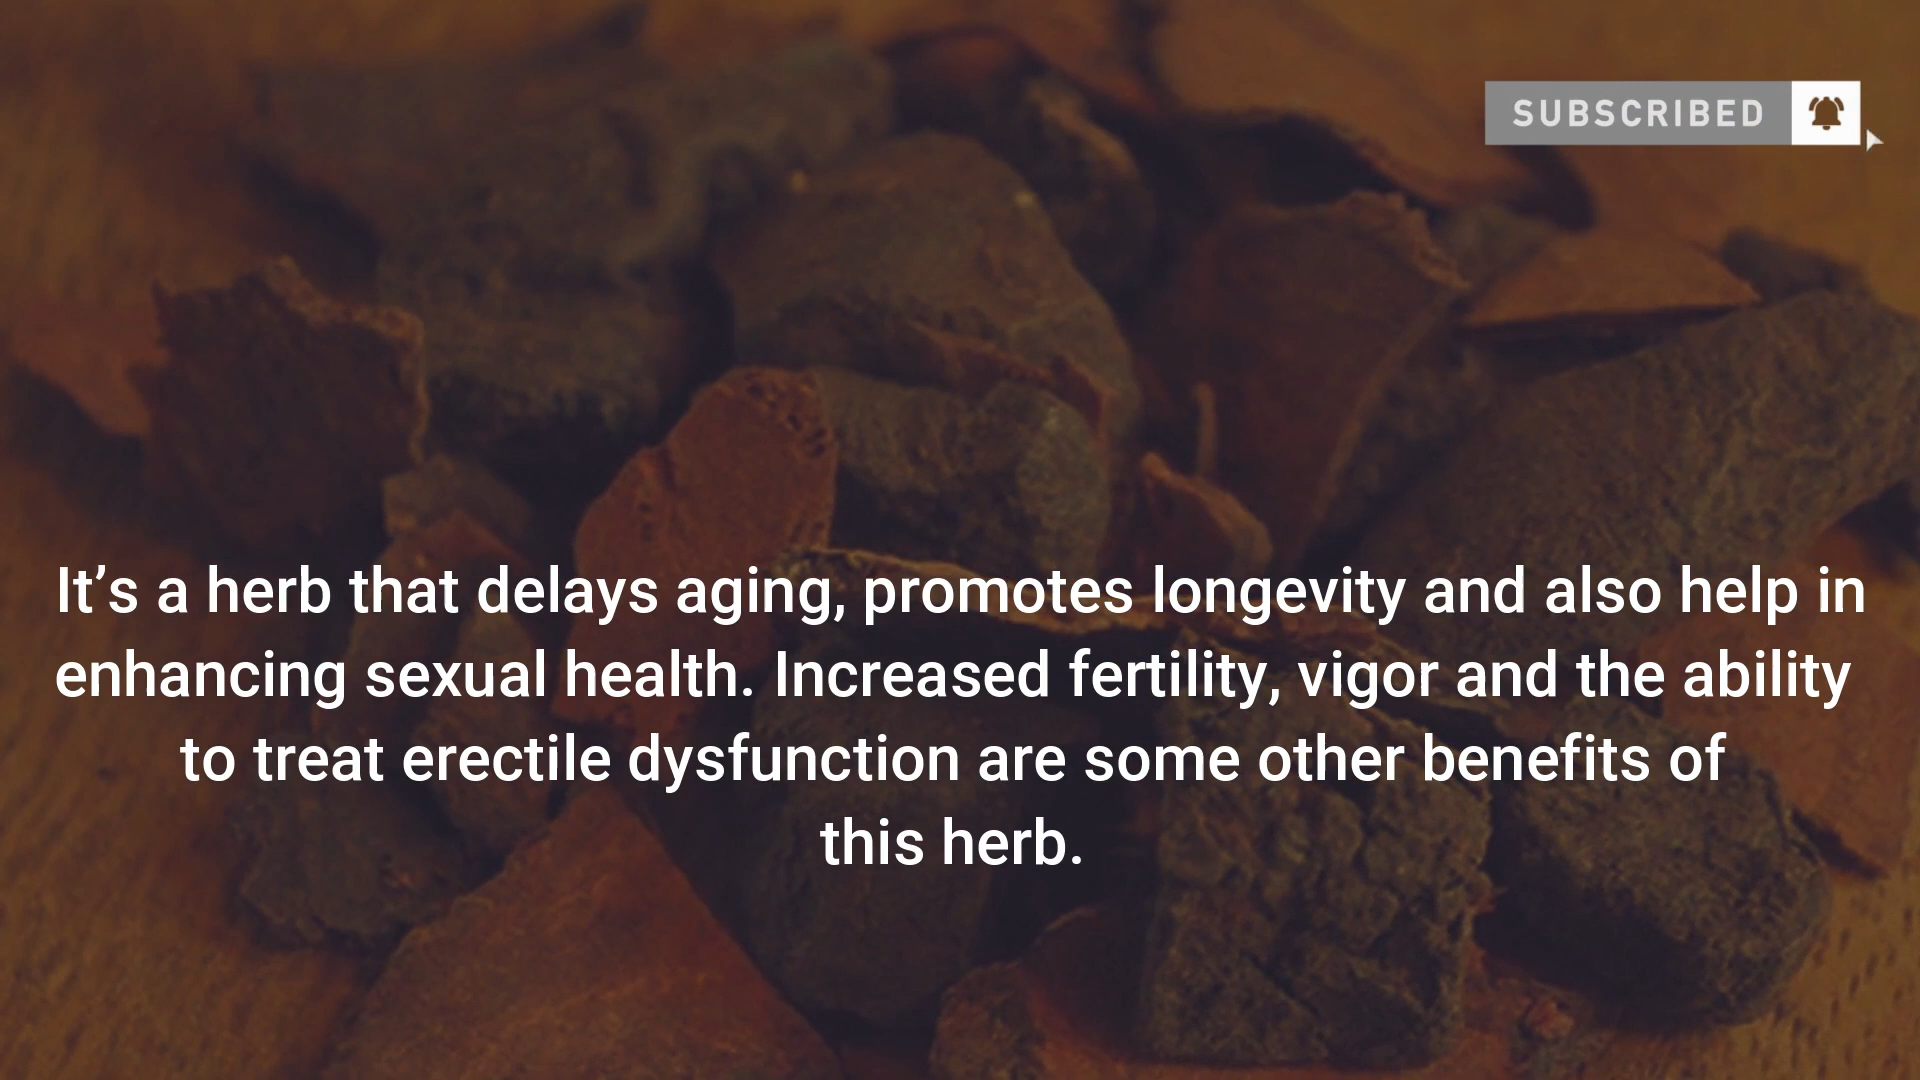 SUBSCRIBED
It’s a herb that delays aging, promotes longevity and also help in
enhancing sexual health. Increased fertility, vigor and the ability
to treat erectile dysfunction are some other benefits of
this herb.